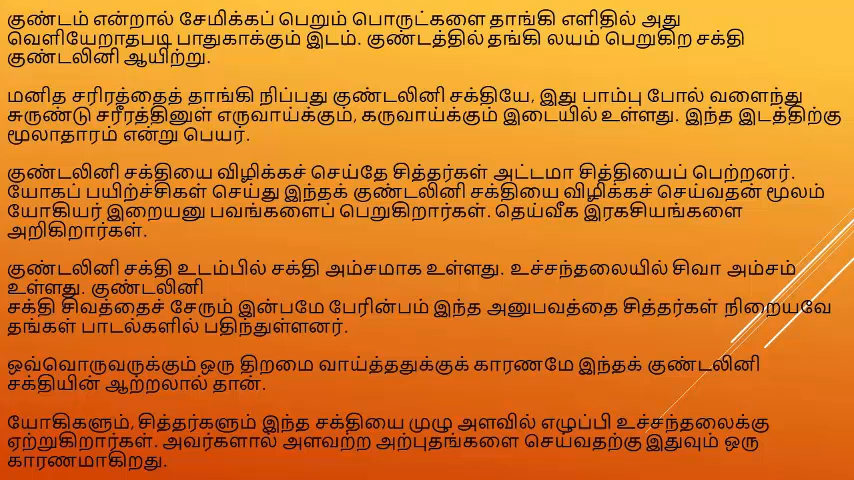 குண்டம் என்றால் சேமிக்கப் பெறும் பொருட்களை தாங்கி எளிதில் அது
வெளியேறாதபடி பாதுகாக்கும் இடம். குண்டத்தில் தங்கி லயம் பெறுகிற சக்தி
குண்டலினி ஆயிற்று.
மனித சரிரத்தைத் தாங்கி நிப்பது குண்டலினி சக்தியே, இது பாம்பு போல் வளைந்து
சுருண்டு சரீரத்தினுள் எருவாய்க்கும், கருவாய்க்கும் இடையில் உள்ளது. இந்த இடத்திற்கு
மூலாதாரம் என்று பெயர்.
குண்டலினி சக்தியை விழிக்கச் செய்தே சித்தர்கள் அட்டமா சித்தியைப் பெற்றனர்.
யோகப் பயிற்ச்சிகள் செய்து இந்தக் குண்டலினி சக்தியை விழிக்கச் செய்வதன் மூலம்
யோகியர் இறையனு பவங்களைப் பெறுகிறார்கள். தெய்வீக இரகசியங்களை
அறிகிறார்கள்.
குண்டலினி சக்தி உடம்பில் சக்தி அம்சமாக உள்ளது. உச்சந்தலையில் சிவா அம்சம்
உள்ளது. குண்டலினி
சக்தி சிவத்தைச் சேரும் இன்பமே பேரின்பம் இந்த அனுபவத்தை சித்தர்கள் நிறையவே
தங்கள் பாடல்களில் பதிந்துள்ளனர்.
ஒவ்வொருவருக்கும் ஒரு திறமை வாய்த்ததுக்குக் காரணமே இந்தக் குண்டலினி
சக்தியின் ஆற்றலால் தான்.
யோகிகளும், சித்தர்களும் இந்த சக்தியை முழு அளவில் எழுப்பி உச்சந்தலைக்கு
ஏற்றுகிறார்கள். அவர்களால் அளவற்ற அற்புதங்களை செய்வதற்கு இதுவும் ஒரு
காரணமாகிறது.